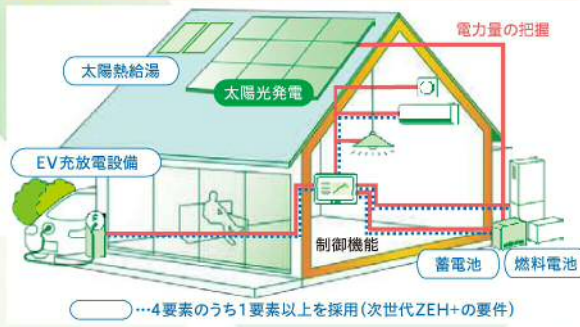 電力量の把握
太陽熱給湯
太陽光発電
EV充放電設備
制御機能
蓄電池
燃料電池
…4要素のうち1要素以上を採用(次世代ZEH+の要件)